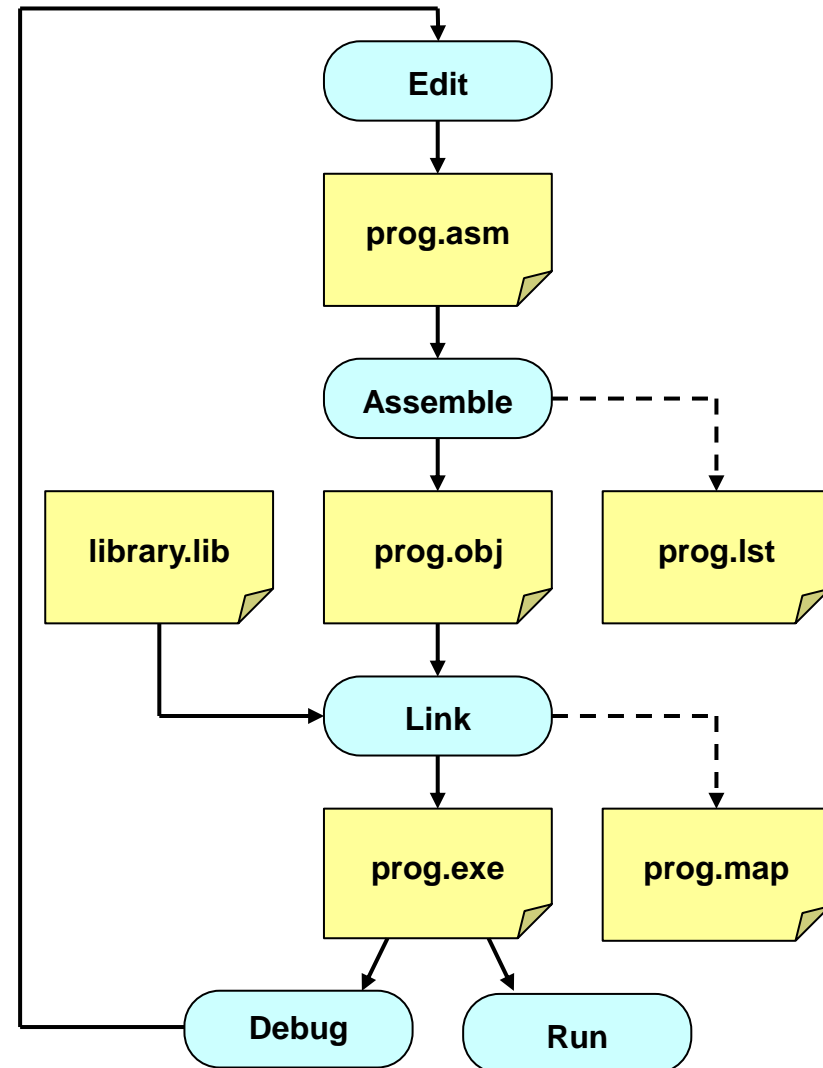 Edit
prog.asm
Assemble
library.lib
prog.obj
prog.lst
Link
prog.exe
prog.map
Debug
Run